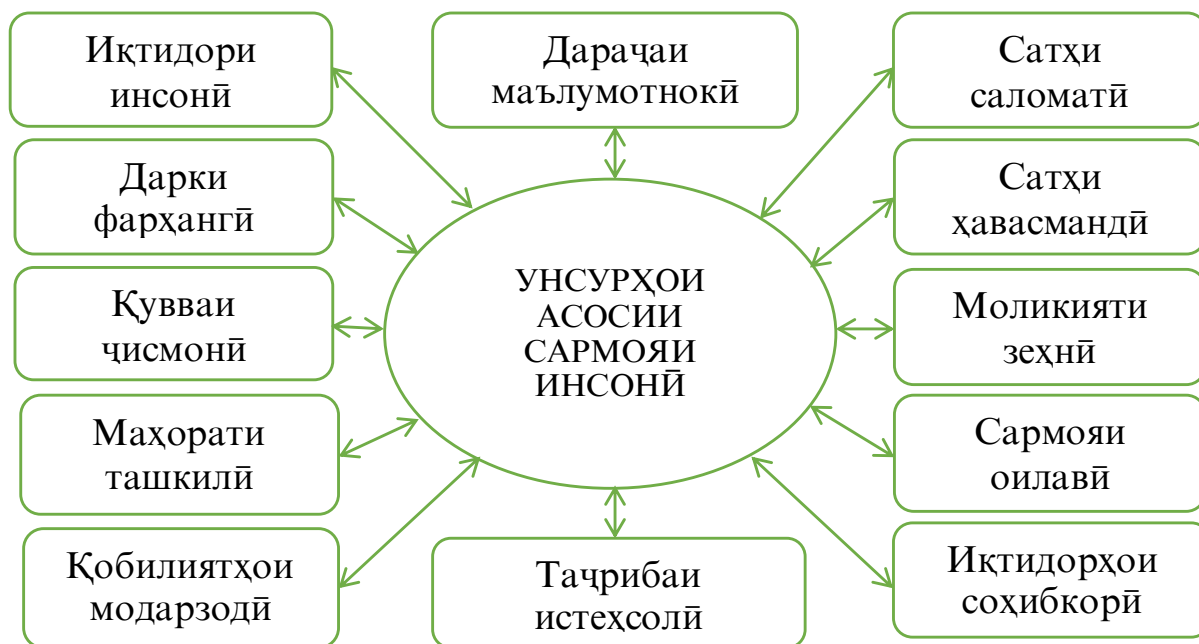 Иқтидори
инсонӣ
Дараҷаи
маълумотнокӣ
Сатҳи
саломатӣ
Дарки
фарҳангӣ
Сатҳи
ҳавасмандӣ
УНСУРҲОИ
АСОСИИ
САРМОЯИ
ИНСОНӢ
Қувваи
ҷисмонӣ
Моликияти
зеҳнӣ
Маҳорати
ташкилӣ
Сармояи
оилавӣ
Қобилиятҳои
модарзодӣ
Таҷрибаи
истеҳсолӣ
Иқтидорҳои
соҳибкорӣ